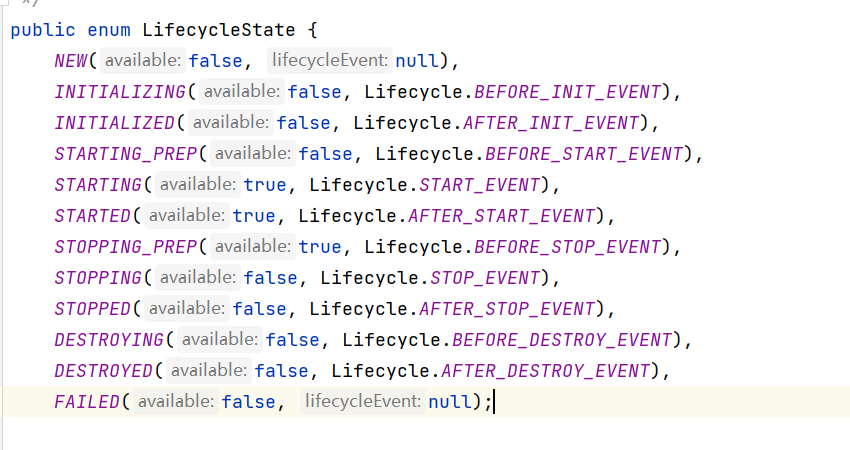 */
public enum LifecycleState {
NEW( available: false, lifecycleEvent: null),
INITIALIZING( available: false, Lifecycle.BEFORE_INIT_EVENT),
INITIALIZED( available: false, Lifecycle.AFTER_INIT_EVENT),
STARTING_PREP( available: false, Lifecycle.BEFORE_START_EVENT),
STARTING( available: true, Lifecycle.START_EVENT),
STARTED( available: true, Lifecycle.AFTER_START_EVENT),
STOPPING_PREP( available: true, Lifecycle.BEFORE_STOP_EVENT),
STOPPING( available: false, Lifecycle.STOP_EVENT),
STOPPED( available: false, Lifecycle.AFTER_STOP_EVENT),
DESTROYING( available: false, Lifecycle.BEFORE_DESTROY_EVENT),
DESTROYED( available: false, Lifecycle.AFTER_DESTROY_EVENT),
FAILED( available: false, lifecycleEvent: null);